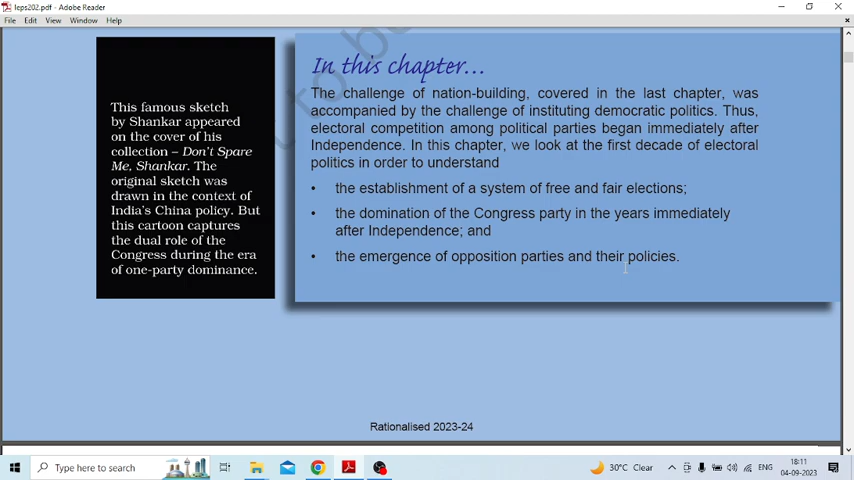 leps202.pdf - Adobe Reader
File Edit View Window Help
This famous sketch
by Shankar appeared
on the cover of his
collection – Don't Spare
Me, Shankar. The
original sketch was
drawn in the context of
India's China policy. But
this cartoon captures
the dual role of the
Congress during the era
of one-party dominance.
In this chapter…
The challenge of nation-building, covered in the last chapter, was
accompanied by the challenge of instituting democratic politics. Thus,
electoral competition among political parties began immediately after
Independence. In this chapter, we look at the first decade of electoral
politics in order to understand
• the establishment of a system of free and fair elections;
• the domination of the Congress party in the years immediately
after Independence; and
• the emergence of opposition parties and their policies.
Rationalised 2023-24
Type here to search
30°C Clear
ENG
18:11
04-09-2023